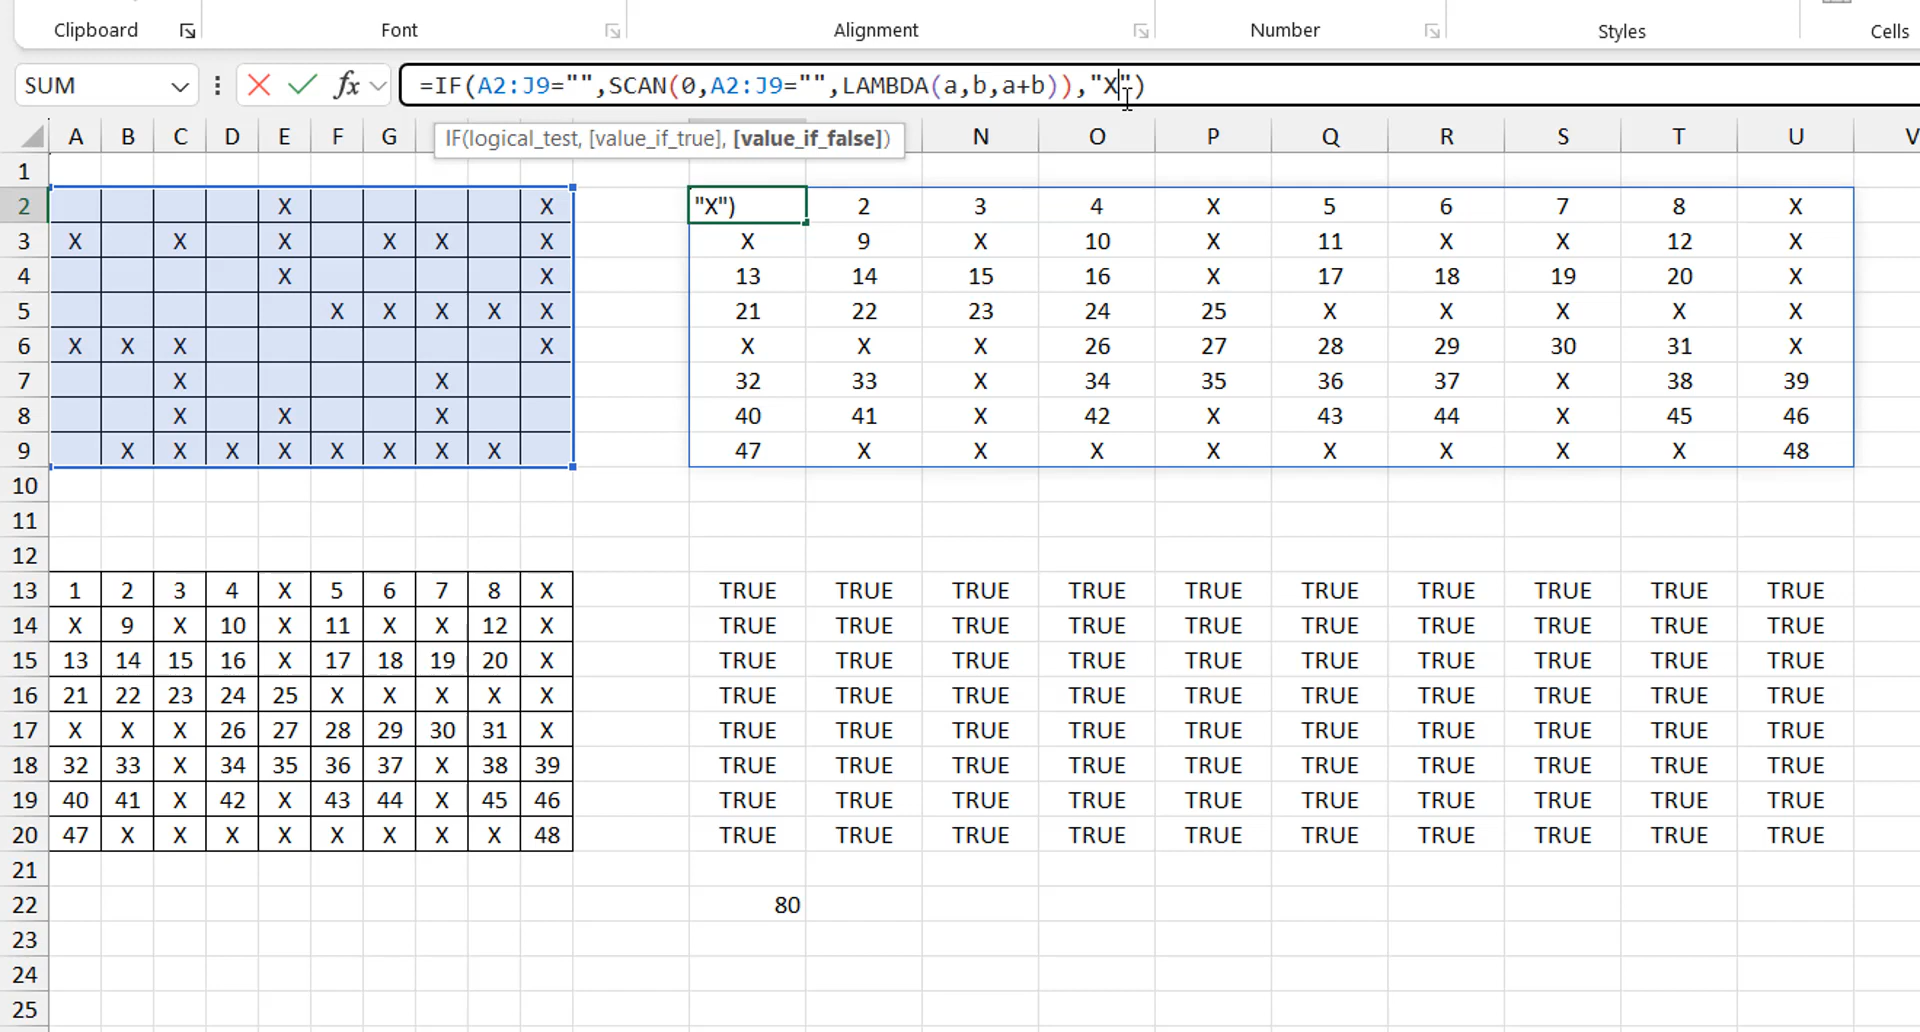 Clipboard Font Alignment Number Styles Cells
SUM fx =IF(A2:J9="",SCAN(0,A2:J9="",LAMBDA(a,b,a+b)),"X")
IF(logical_test, [value_if_true], [value_if_false])
A B C D E F G N O P Q R S T U V
1
2 X X "X") 2 3 4 X 5 6 7 8 X
3 X X X X X X X 9 X 10 X 11 X X 12 X
4 X X 13 14 15 16 X 17 18 19 20 X
5 X X X X X 21 22 23 24 25 X X X X X
6 X X X X X X X 26 27 28 29 30 31 X
7 X X 32 33 X 34 35 36 37 X 38 39
8 X X X 40 41 X 42 X 43 44 X 45 46
9 X X X X X X X X 47 X X X X X X X X 48
10
11
12
13 1 2 3 4 X 5 6 7 8 X TRUE TRUE TRUE TRUE TRUE TRUE TRUE TRUE TRUE TRUE
14 X 9 X 10 X 11 X X 12 X TRUE TRUE TRUE TRUE TRUE TRUE TRUE TRUE TRUE TRUE
15 13 14 15 16 X 17 18 19 20 X TRUE TRUE TRUE TRUE TRUE TRUE TRUE TRUE TRUE TRUE
16 21 22 23 24 25 X X X X X TRUE TRUE TRUE TRUE TRUE TRUE TRUE TRUE TRUE TRUE
17 X X X 26 27 28 29 30 31 X TRUE TRUE TRUE TRUE TRUE TRUE TRUE TRUE TRUE TRUE
18 32 33 X 34 35 36 37 X 38 39 TRUE TRUE TRUE TRUE TRUE TRUE TRUE TRUE TRUE TRUE
19 40 41 X 42 X 43 44 X 45 46 TRUE TRUE TRUE TRUE TRUE TRUE TRUE TRUE TRUE TRUE
20 47 X X X X X X X X 48 TRUE TRUE TRUE TRUE TRUE TRUE TRUE TRUE TRUE TRUE
21
22 80
23
24
25